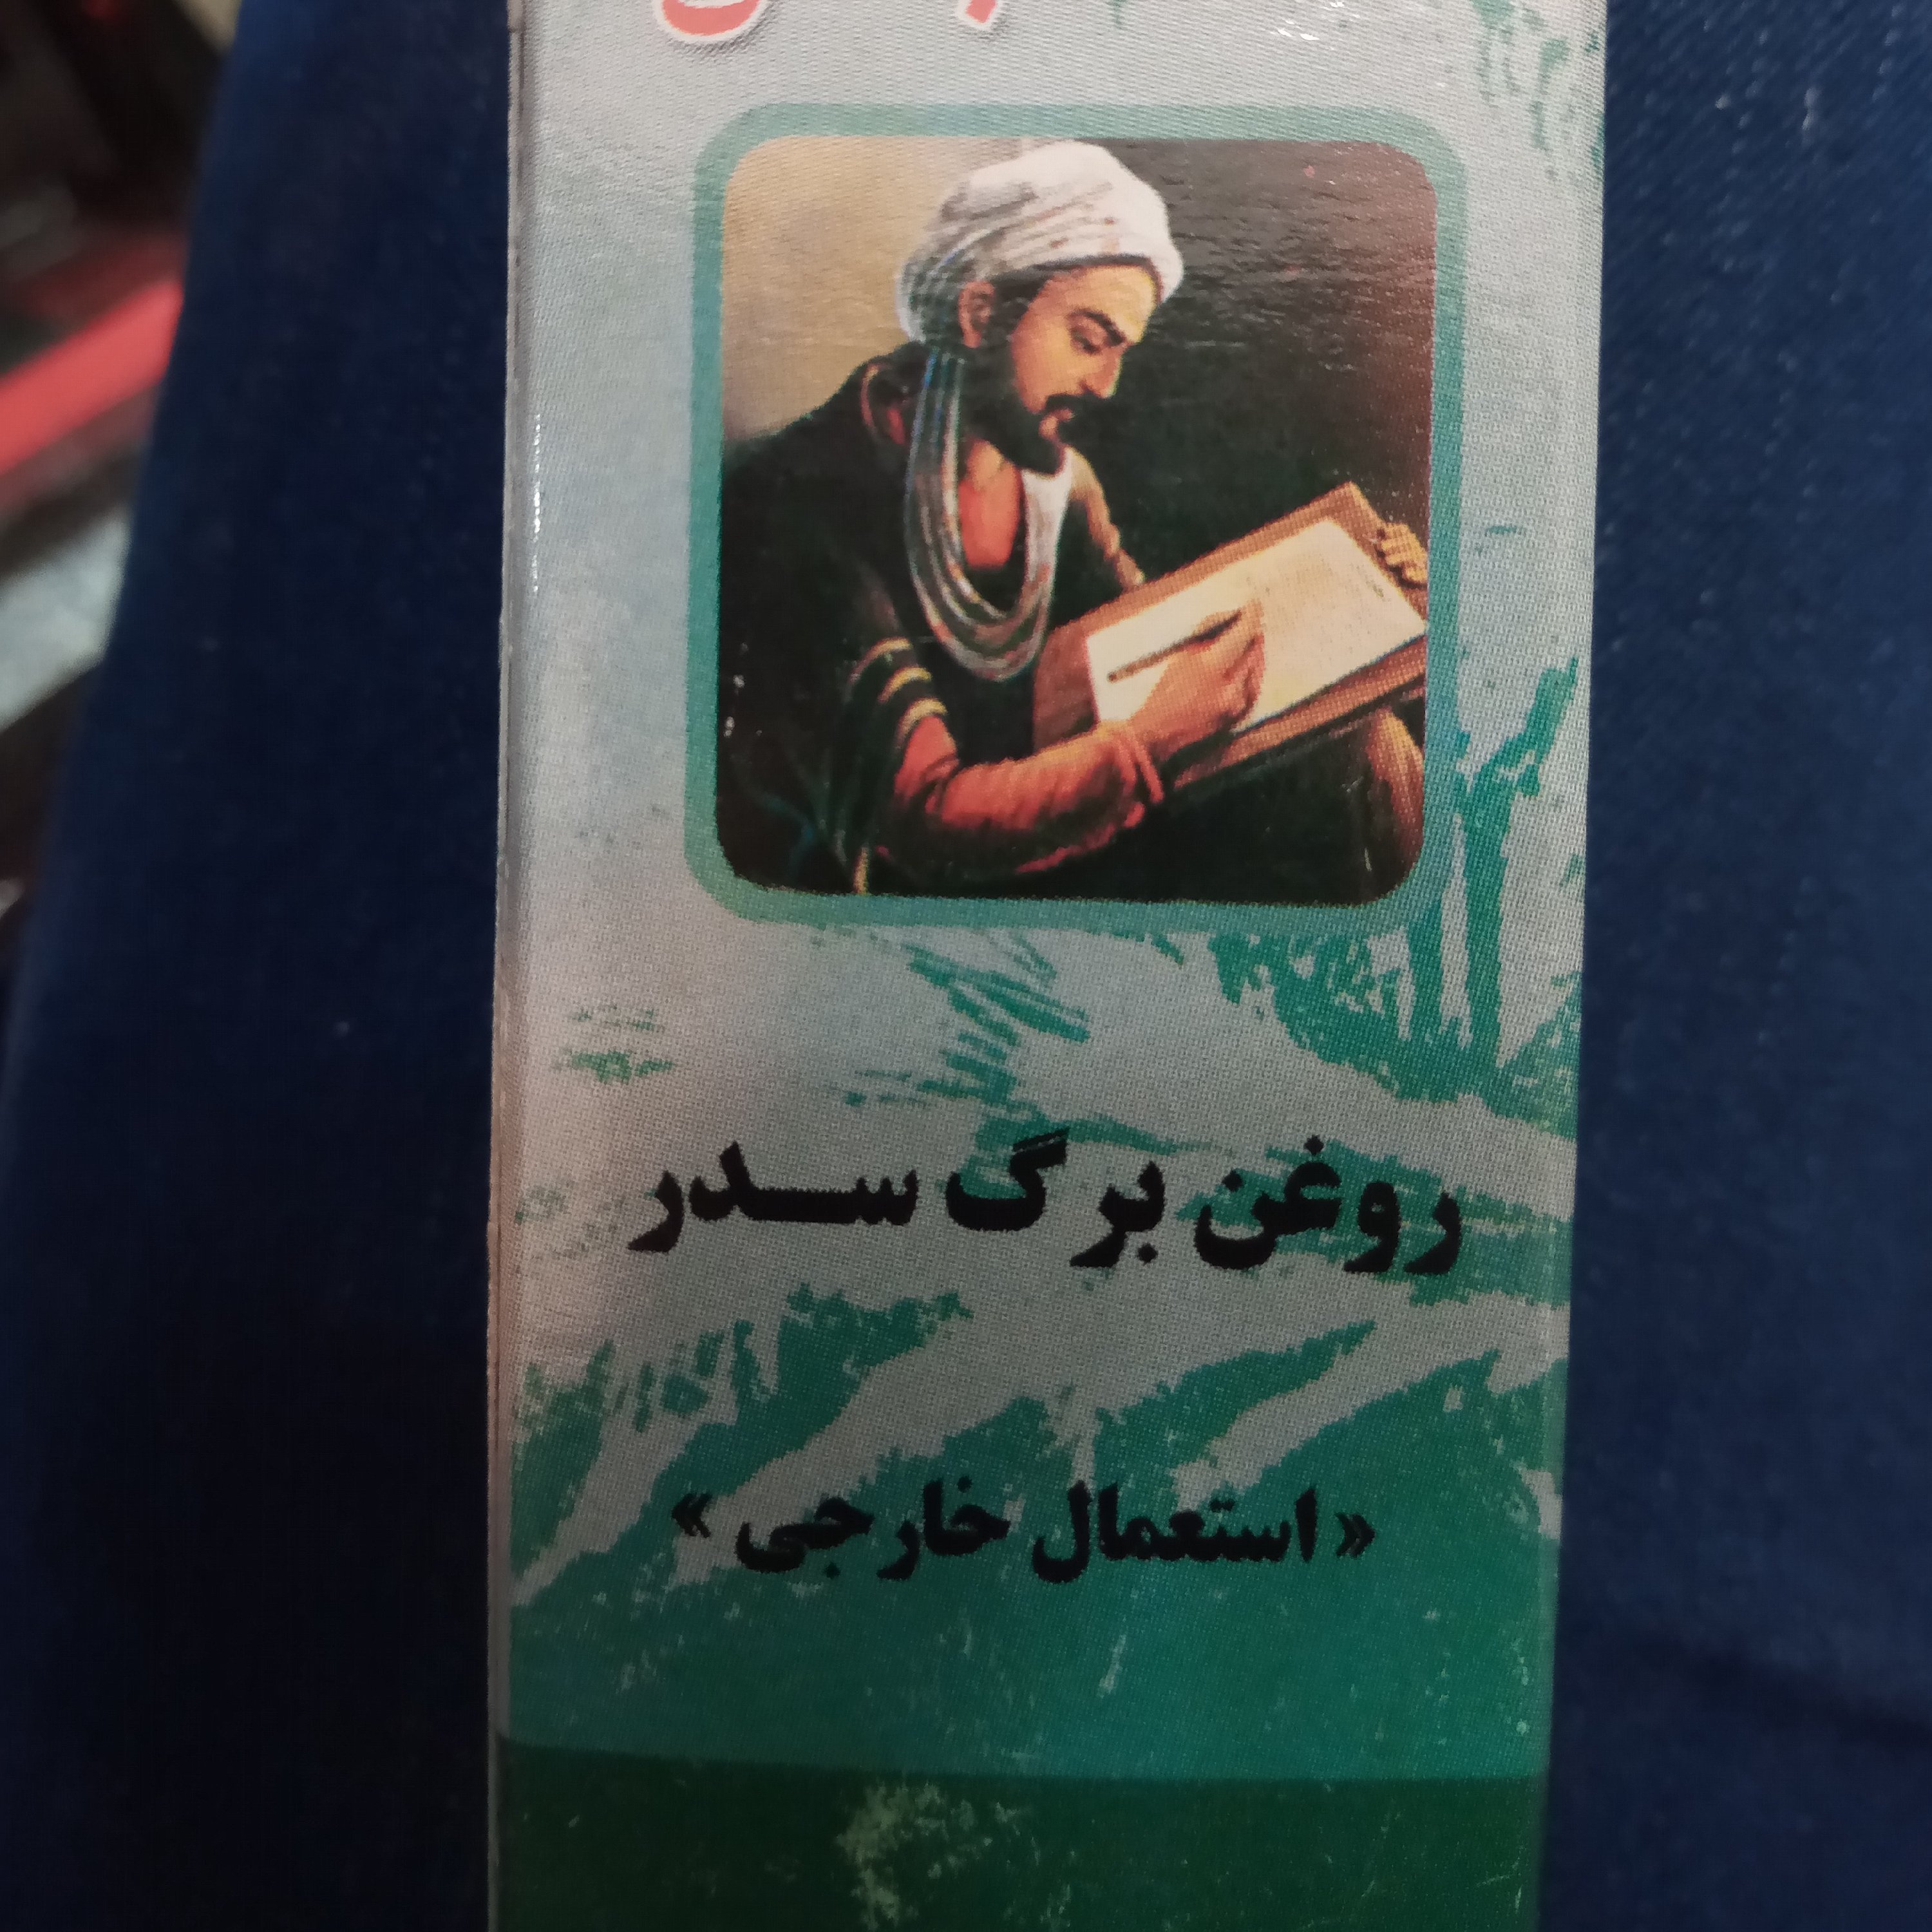 روغن برگ سدر
« استعمال خارجی »